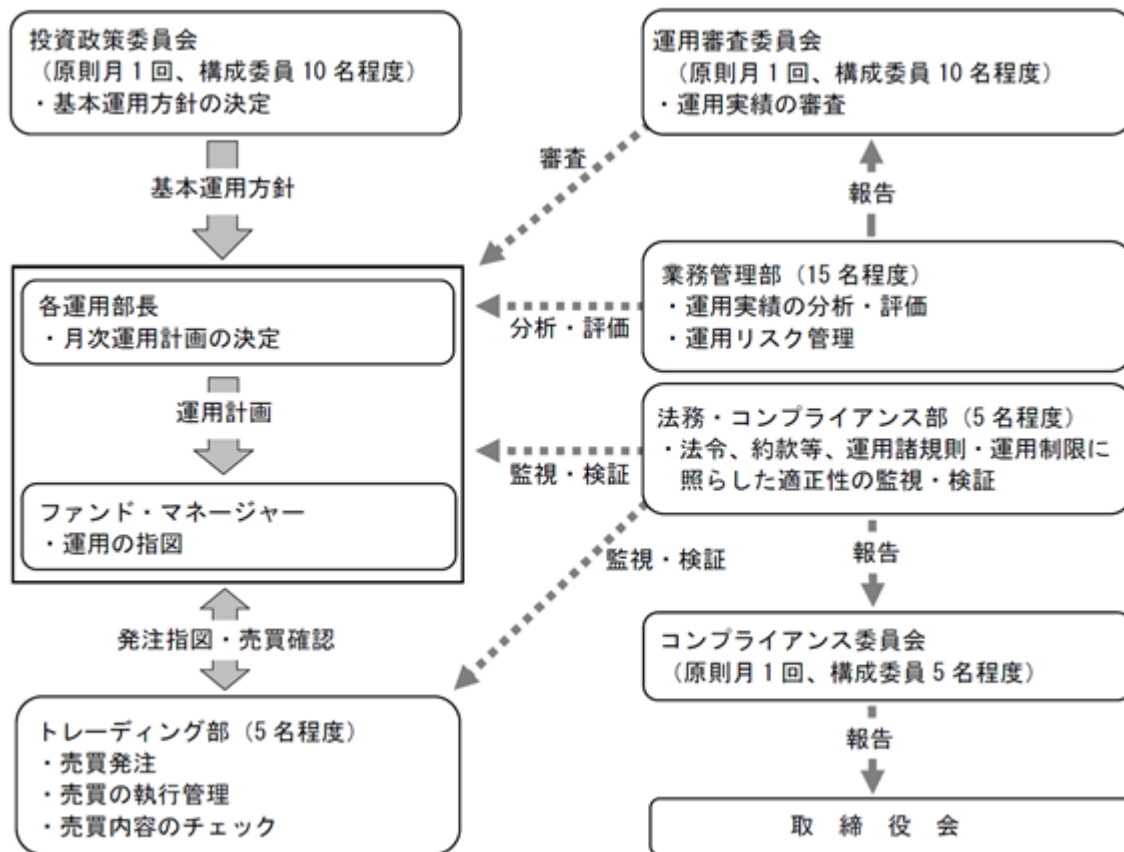 投資政策委員会
（原則月1回、構成委員10名程度）
・基本運用方針の決定
基本運用方針
各運用部長
・月次運用計画の決定
運用計画
ファンド・マネージャー
・運用の指図
発注指図・売買確認
トレーディング部（5名程度）
・売買発注
・売買の執行管理
・売買内容のチェック
運用審査委員会
（原則月1回、構成委員10名程度）
・運用実績の審査
審査
報告
業務管理部（15名程度）
・運用実績の分析・評価
・運用リスク管理
分析・評価
法務・コンプライアンス部（5名程度）
・法令、約款等、運用諸規則・運用制限に
照らした適正性の監視・検証
監視・検証
監視・検証
報告
コンプライアンス委員会
（原則月1回、構成委員5名程度）
報告
取　締　役　会